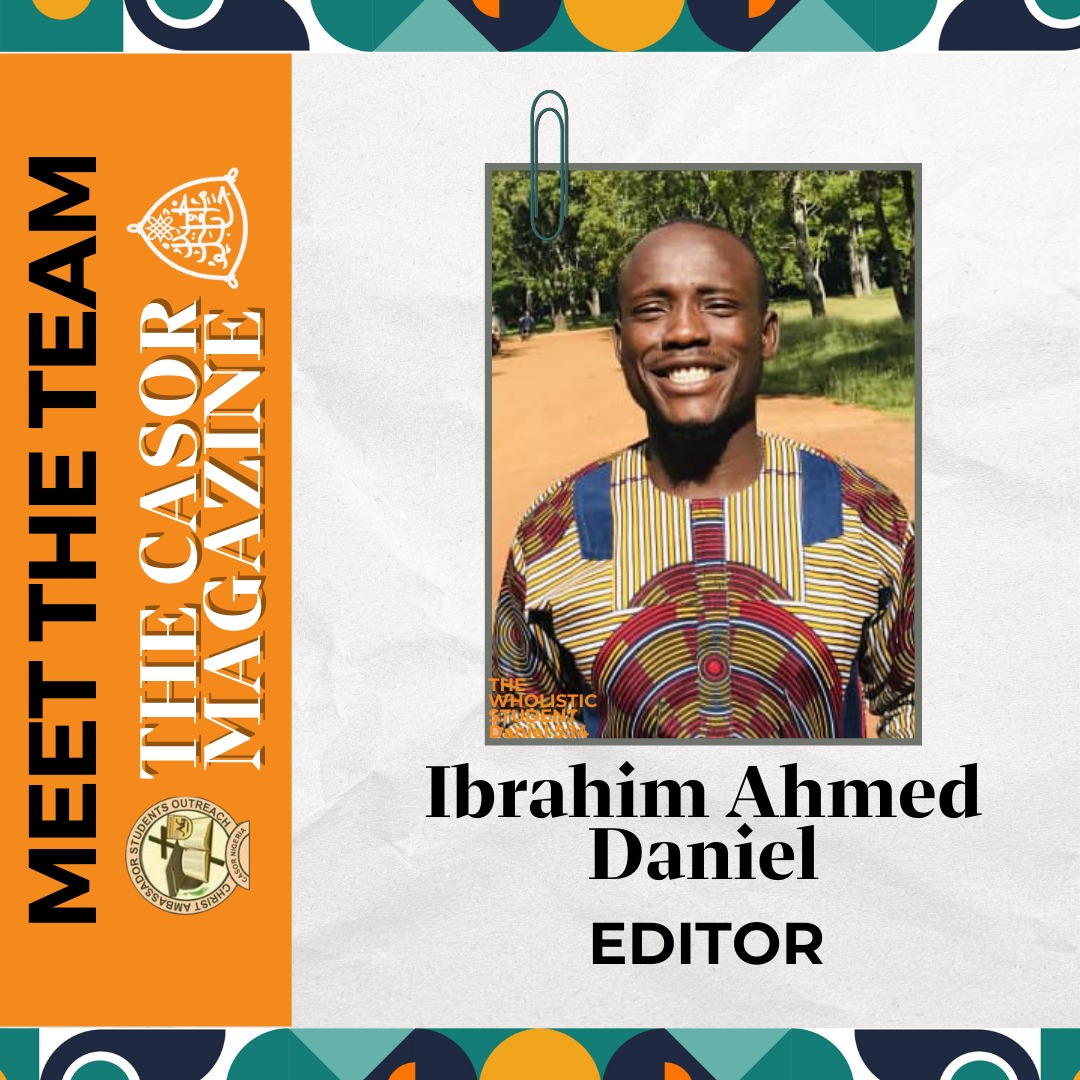 MEET THE TEAM
THE CASOR
MAGAZINE
CHRIST AMBASSADOR STUDENTS OUTREACH
CASOR NIGERIA
THE
WHOLISTIC
STUDENT
Ibrahim Ahmed
Daniel
EDITOR